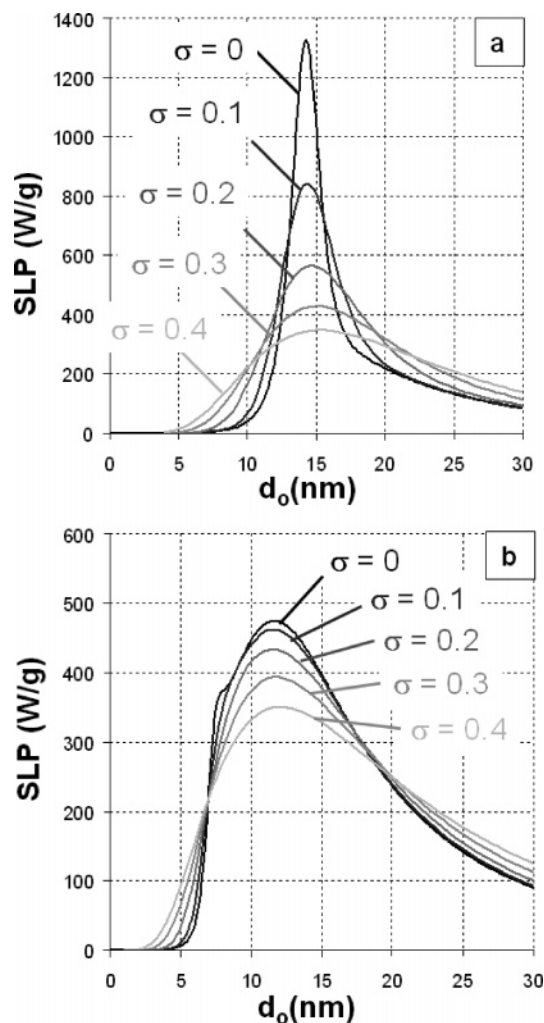 a
1400
1200
1000
800
600
400
200
0
SLP (W/g)
σ = 0
σ = 0.1
σ = 0.2
σ = 0.3
σ = 0.4
0 5 10 15 20 25 30
do(nm)
b
600
500
400
300
200
100
0
SLP (W/g)
σ = 0
σ = 0.1
σ = 0.2
σ = 0.3
σ = 0.4
0 5 10 15 20 25 30
do(nm)